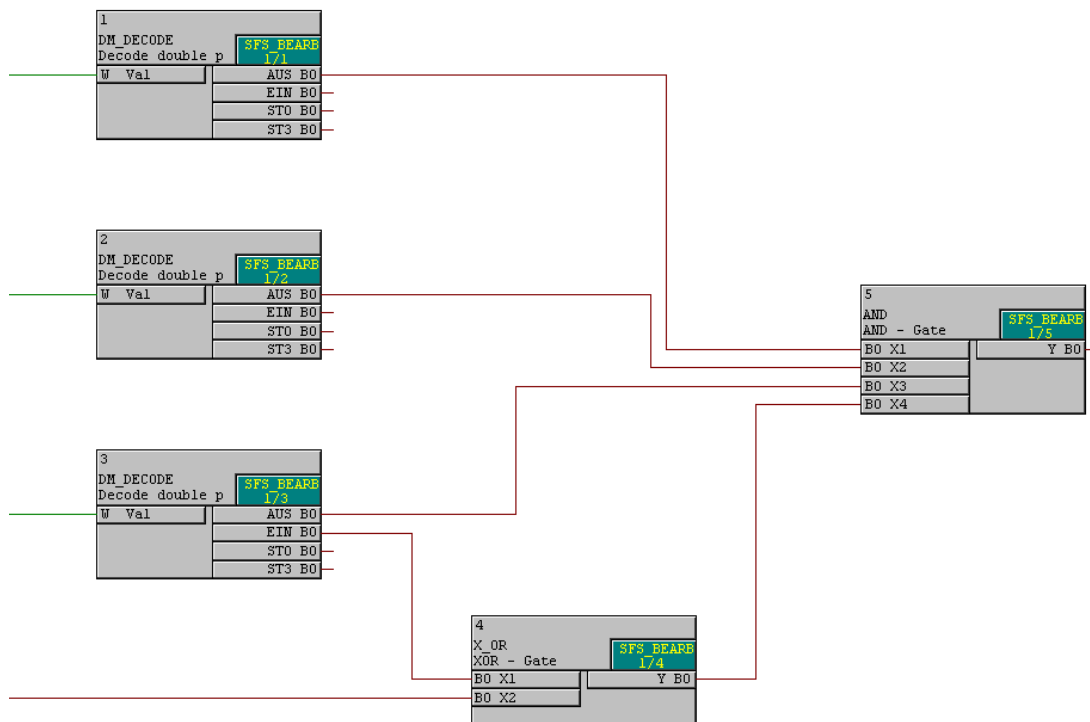 1
DM_DECODE
Decode double p
SFS_BEARB
1/1
W Val
AUS BO
EIN BO
ST0 BO
ST3 BO
2
DM_DECODE
Decode double p
SFS_BEARB
1/2
W Val
AUS BO
EIN BO
ST0 BO
ST3 BO
3
DM_DECODE
Decode double p
SFS_BEARB
1/3
W Val
AUS BO
EIN BO
ST0 BO
ST3 BO
4
X_OR
XOR - Gate
SFS_BEARB
1/4
BO X1
Y BO
BO X2
5
AND
AND - Gate
SFS_BEARB
1/5
BO X1
Y BO
BO X2
BO X3
BO X4